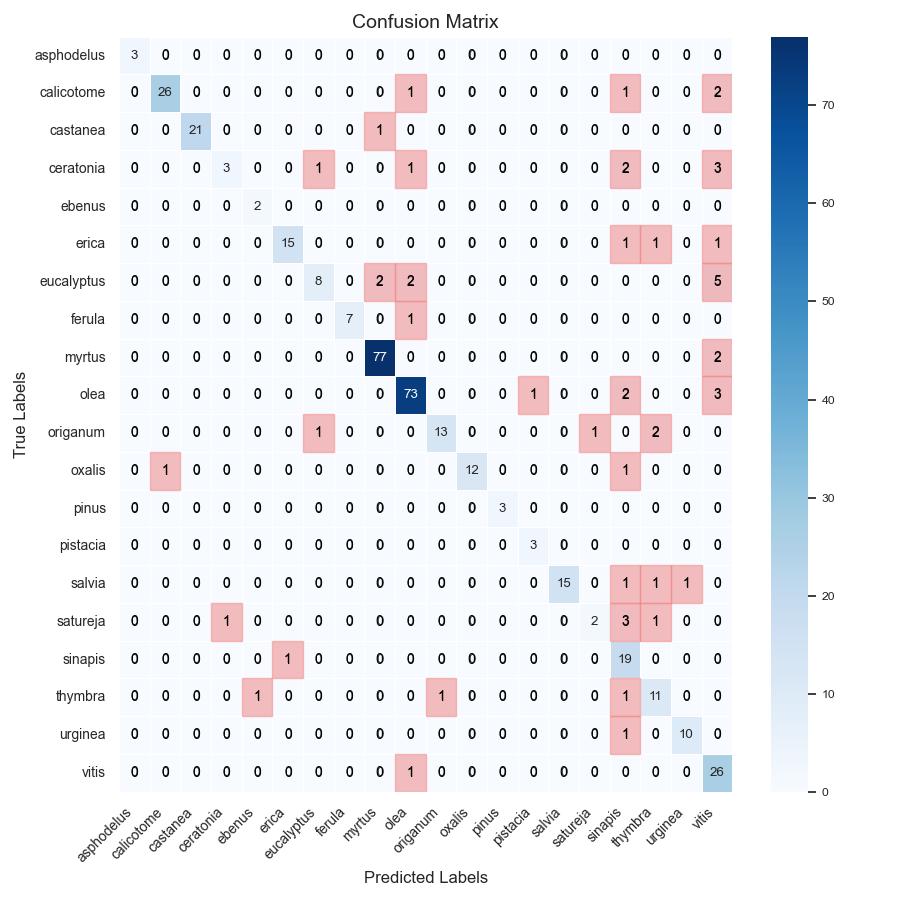 Confusion Matrix
asphodelus 3 0 0 0 0 0 0 0 0 0 0 0 0 0 0 0 0 0 0 0
calicotome 0 26 0 0 0 0 0 0 0 1 0 0 0 0 0 0 1 0 0 2
castanea 0 0 21 0 0 0 0 0 1 0 0 0 0 0 0 0 0 0 0 0
ceratonia 0 0 0 3 0 0 1 0 0 1 0 0 0 0 0 0 2 0 0 3
ebenus 0 0 0 0 2 0 0 0 0 0 0 0 0 0 0 0 0 0 0 0
erica 0 0 0 0 0 15 0 0 0 0 0 0 0 0 0 0 1 1 0 1
eucalyptus 0 0 0 0 0 0 8 0 2 2 0 0 0 0 0 0 0 0 0 5
ferula 0 0 0 0 0 0 0 7 0 1 0 0 0 0 0 0 0 0 0 0
myrtus 0 0 0 0 0 0 0 0 77 0 0 0 0 0 0 0 0 0 0 2
olea 0 0 0 0 0 0 0 0 0 73 0 0 0 1 0 0 2 0 0 3
origanum 0 0 0 0 0 0 1 0 0 0 13 0 0 0 0 1 0 2 0 0
oxalis 0 1 0 0 0 0 0 0 0 0 0 12 0 0 0 0 1 0 0 0
pinus 0 0 0 0 0 0 0 0 0 0 0 0 3 0 0 0 0 0 0 0
pistacia 0 0 0 0 0 0 0 0 0 0 0 0 0 3 0 0 0 0 0 0
salvia 0 0 0 0 0 0 0 0 0 0 0 0 0 0 15 0 1 1 1 0
satureja 0 0 0 1 0 0 0 0 0 0 0 0 0 0 0 2 3 1 0 0
sinapis 0 0 0 0 0 1 0 0 0 0 0 0 0 0 0 0 19 0 0 0
thymbra 0 0 0 0 1 0 0 0 0 0 1 0 0 0 0 0 1 11 0 0
urginea 0 0 0 0 0 0 0 0 0 0 0 0 0 0 0 0 1 0 10 0
vitis 0 0 0 0 0 0 0 0 0 1 0 0 0 0 0 0 0 0 0 26
asphodelus calicotome castanea ceratonia ebenus erica eucalyptus ferula myrtus olea origanum oxalis pinus pistacia salvia satureja sinapis thymbra urginea vitis
Predicted Labels
True Labels
70
60
50
40
30
20
10
0